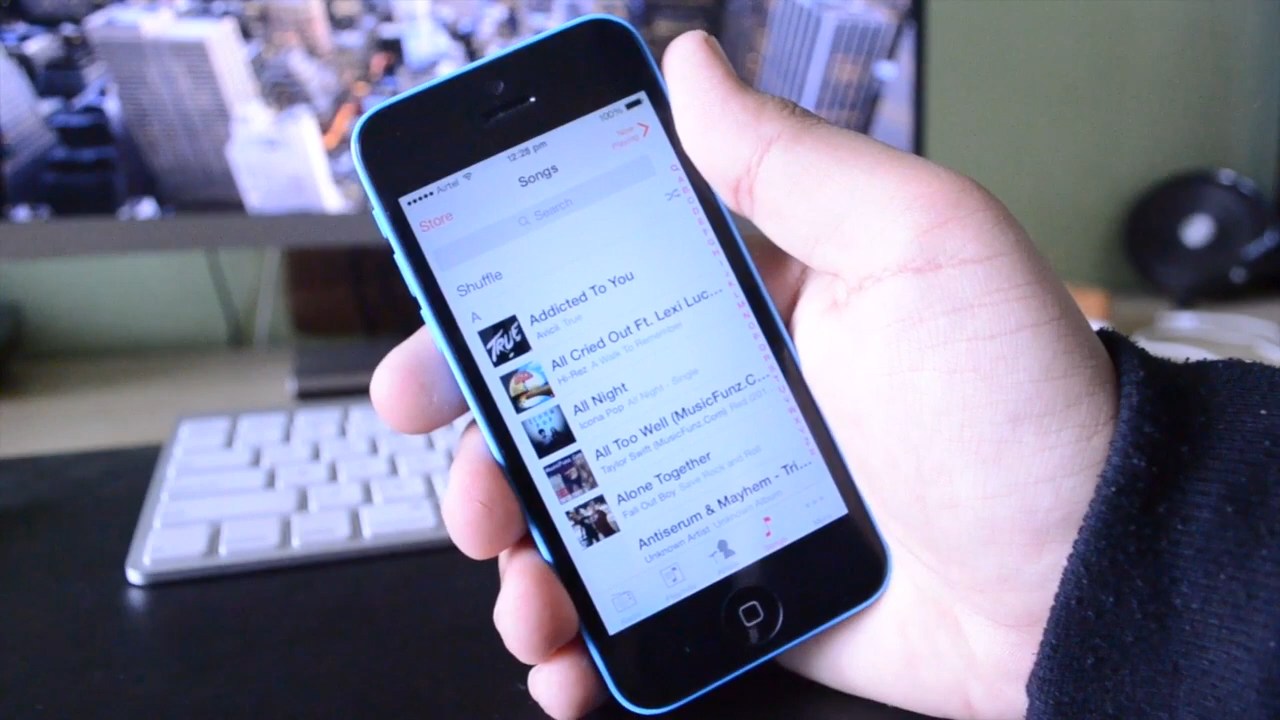 Airtel 12:28 pm 100%
Store Songs Now Playing
Search
Shuffle
A
TRUE
Addicted To You
Avicii True
All Cried Out Ft. Lexi Luc...
Hi-Rez A Walk To Remember
All Night
Icona Pop All Night - Single
All Too Well (MusicFunz.C...
Taylor Swift (MusicFunz.Com) Red (201...
Alone Together
Fall Out Boy Save Rock and Roll
Antiserum & Mayhem - Tri...
Unknown Artist Unknown Album